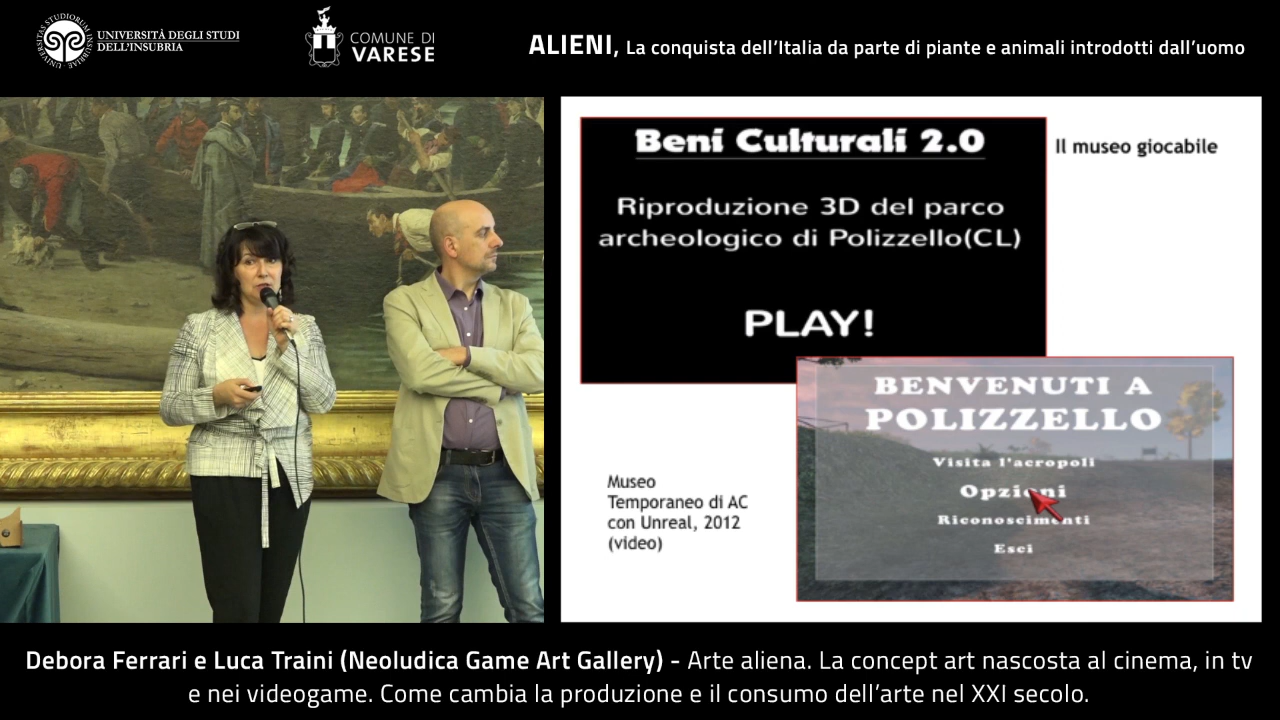 UNIVERSITÀ DEGLI STUDI
DELL'INSUBRIA
COMUNE DI
VARESE
ALIENI, La conquista dell'Italia da parte di piante e animali introdotti dall'uomo
Beni Culturali 2.0
Il museo giocabile
Riproduzione 3D del parco
archeologico di Polizzello(CL)
PLAY!
BENVENUTI A
POLIZZELLO
Visita l'acropoli
Opzioni
Riconoscimenti
Esci
Museo
Temporaneo di AC
con Unreal, 2012
(video)
Debora Ferrari e Luca Traini (Neoludica Game Art Gallery) - Arte aliena. La concept art nascosta al cinema, in tv
e nei videogame. Come cambia la produzione e il consumo dell'arte nel XXI secolo.